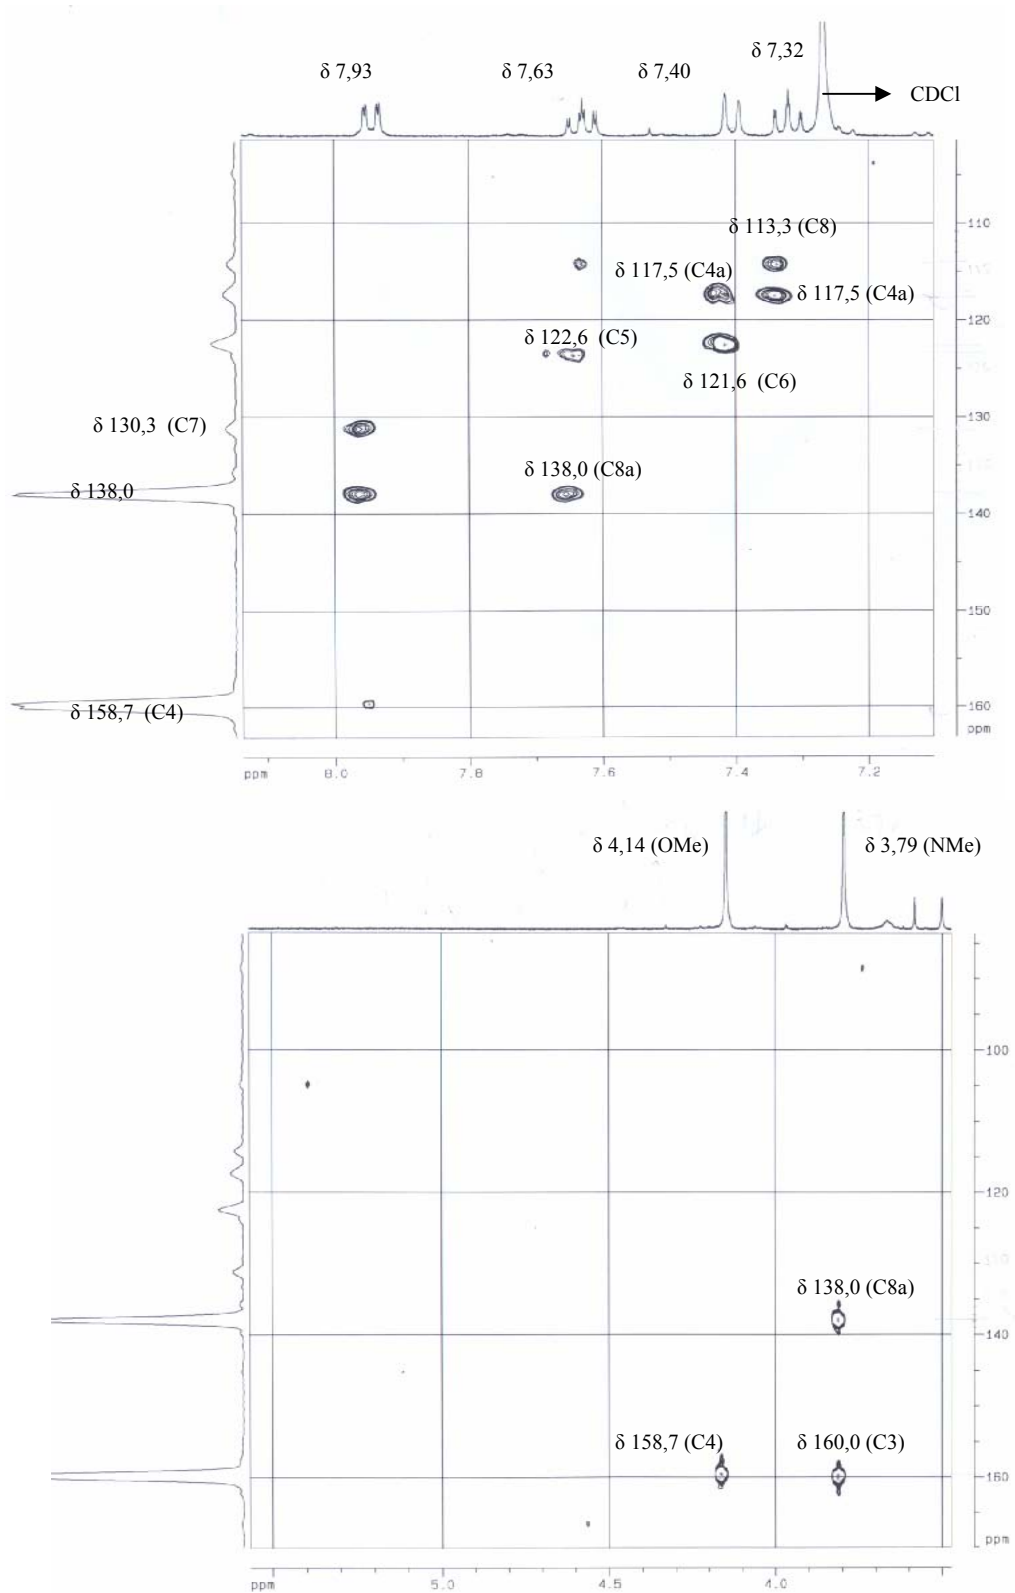 δ 7,32
δ 7,93
δ 7,63
δ 7,40
CDCl
110
δ 113,3 (C8)
δ 117,5 (C4a)
δ 117,5 (C4a)
120
δ 122,6 (C5)
δ 121,6 (C6)
δ 130,3 (C7)
130
δ 138,0
δ 138,0 (C8a)
140
150
δ 158,7 (C4)
160
ppm
ppm 8.0 7.8 7.6 7.4 7.2
δ 4,14 (OMe)
δ 3,79 (NMe)
100
120
δ 138,0 (C8a)
140
δ 158,7 (C4)
δ 160,0 (C3)
160
ppm
ppm 5.0 4.5 4.0